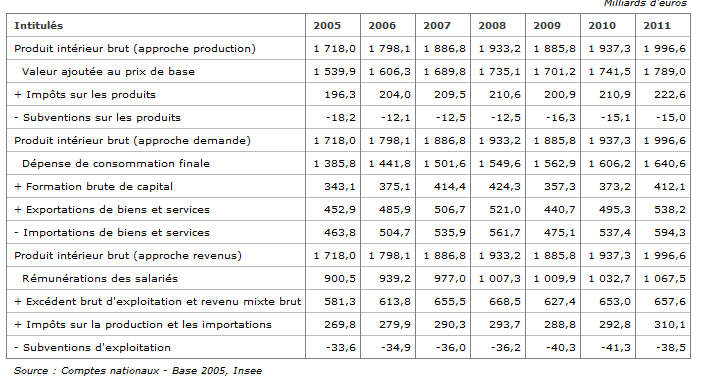 Milliards d'euros
Intitulés 2005 2006 2007 2008 2009 2010 2011
Produit intérieur brut (approche production) 1 718,0 1 798,1 1 886,8 1 933,2 1 885,8 1 937,3 1 996,6
Valeur ajoutée au prix de base 1 539,9 1 606,3 1 689,8 1 735,1 1 701,2 1 741,5 1 789,0
+ Impôts sur les produits 196,3 204,0 209,5 210,6 200,9 210,9 222,6
- Subventions sur les produits -18,2 -12,1 -12,5 -12,5 -16,3 -15,1 -15,0
Produit intérieur brut (approche demande) 1 718,0 1 798,1 1 886,8 1 933,2 1 885,8 1 937,3 1 996,6
Dépense de consommation finale 1 385,8 1 441,8 1 501,6 1 549,6 1 562,9 1 606,2 1 640,6
+ Formation brute de capital 343,1 375,1 414,4 424,3 357,3 373,2 412,1
+ Exportations de biens et services 452,9 485,9 506,7 521,0 440,7 495,3 538,2
- Importations de biens et services 463,8 504,7 535,9 561,7 475,1 537,4 594,3
Produit intérieur brut (approche revenus) 1 718,0 1 798,1 1 886,8 1 933,2 1 885,8 1 937,3 1 996,6
Rémunérations des salariés 900,5 939,2 977,0 1 007,3 1 009,9 1 032,7 1 067,5
+ Excédent brut d'exploitation et revenu mixte brut 581,3 613,8 655,5 668,5 627,4 653,0 657,6
+ Impôts sur la production et les importations 269,8 279,9 290,3 293,7 288,8 292,8 310,1
- Subventions d'exploitation -33,6 -34,9 -36,0 -36,2 -40,3 -41,3 -38,5
Source : Comptes nationaux - Base 2005, Insee